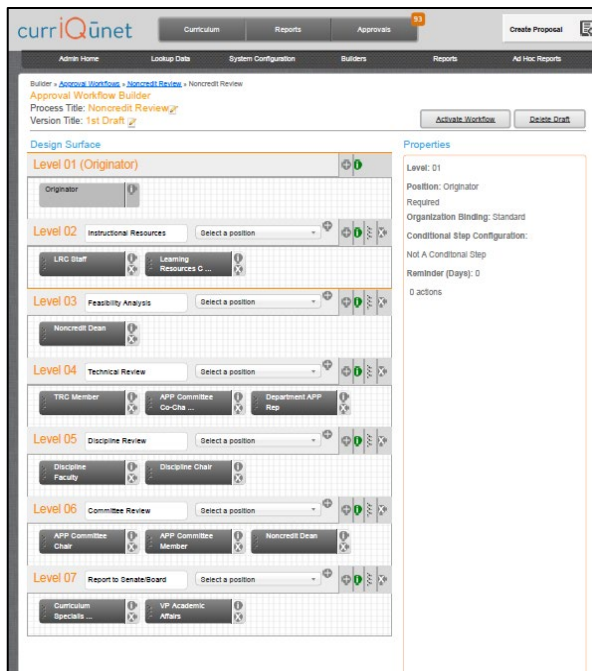 currIQūnet
Curriculum
Reports
Approvals
93
Create Proposal
Admin Home
Lookup Data
System Configuration
Builders
Reports
Ad Hoc Reports
Builder » Approval Workflows » Noncredit Review » Noncredit Review
Approval Workflow Builder
Process Title: Noncredit Review
Version Title: 1st Draft
Activate Workflow
Delete Draft
Design Surface
Level 01 (Originator)
Originator
Level 02 Instructional Resources Select a position
LRC Staff
Learning
Resources C ...
Level 03 Feasibility Analysis Select a position
Noncredit Dean
Level 04 Technical Review Select a position
TRC Member
APP Committee
Co-Cha ...
Department APP
Rep
Level 05 Discipline Review Select a position
Discipline
Faculty
Discipline Chair
Level 06 Committee Review Select a position
APP Committee
Chair
APP Committee
Member
Noncredit Dean
Level 07 Report to Senate/Board Select a position
Curriculum
Specialis ...
VP Academic
Affairs
Properties
Level: 01
Position: Originator
Required
Organization Binding: Standard
Conditional Step Configuration:
Not A Conditonal Step
Reminder (Days): 0
0 actions